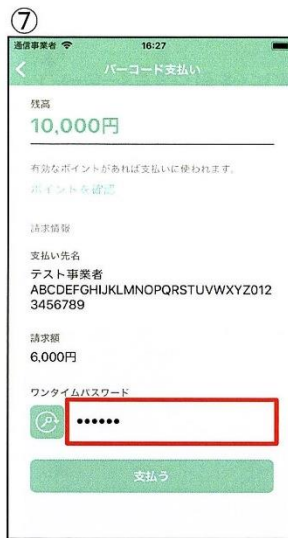 ⑦
通信事業者 16:27
バーコード支払い
残高
10,000円
有効なポイントがあれば支払いに使われます。
ポイントを確認
請求情報
支払い先名
テスト事業者
ABCDEFGHIJKLMNOPQRSTUVWXYZ012
3456789
請求額
6,000円
ワンタイムパスワード
••••••
支払う